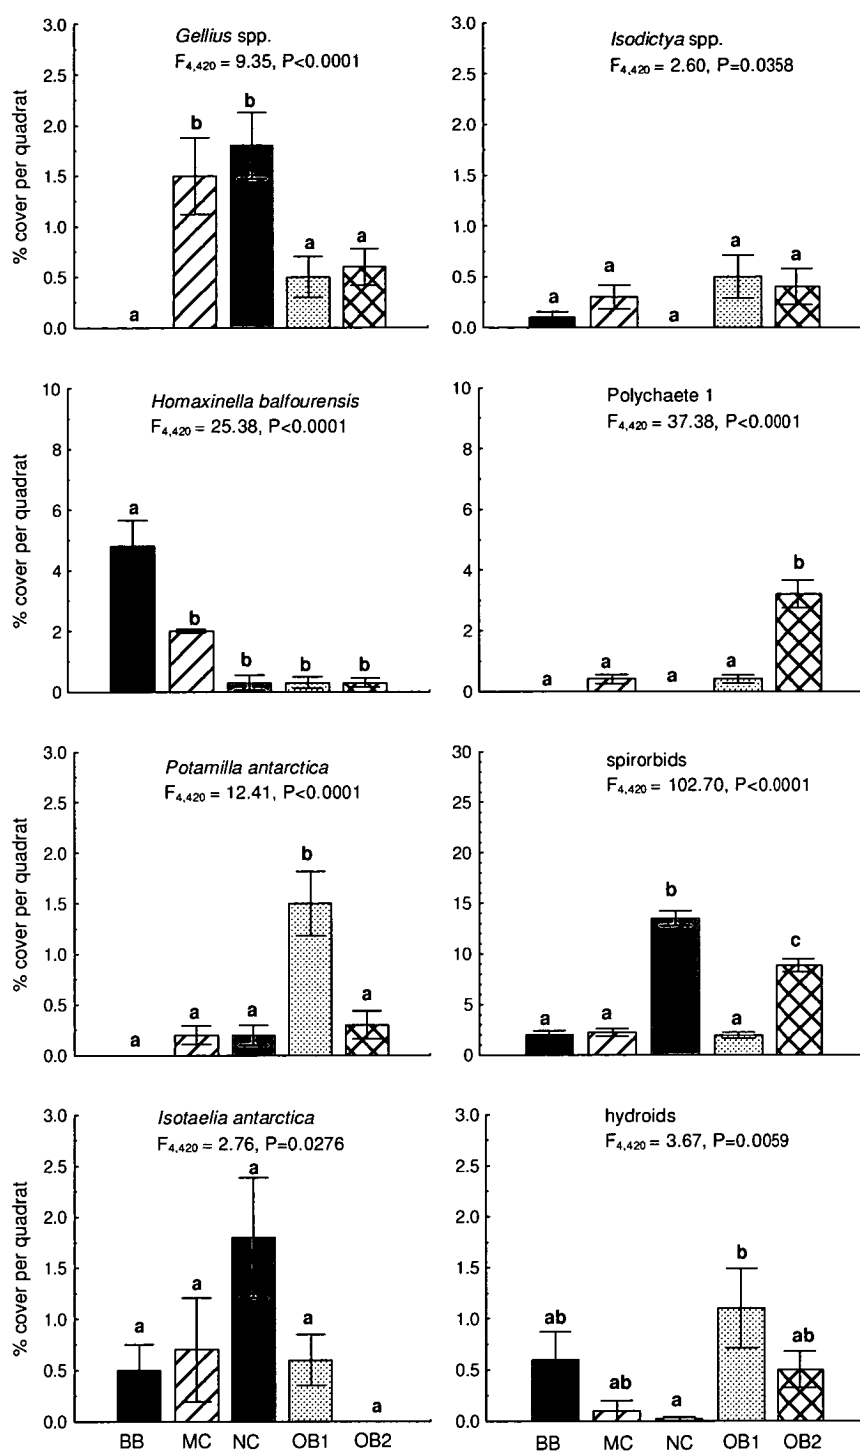 Gellius spp.
F4,420 = 9.35, P<0.0001
% cover per quadrat
3.0
2.5
2.0
1.5
1.0
0.5
0.0
a
b
b
a
a
Isodictya spp.
F4,420 = 2.60, P=0.0358
3.0
2.5
2.0
1.5
1.0
0.5
0.0
a
a
a
a
a
Homaxinella balfourensis
F4,420 = 25.38, P<0.0001
% cover per quadrat
10
8
6
4
2
0
a
b
b
b
b
Polychaete 1
F4,420 = 37.38, P<0.0001
10
8
6
4
2
0
a
a
a
a
b
Potamilla antarctica
F4,420 = 12.41, P<0.0001
% cover per quadrat
3.0
2.5
2.0
1.5
1.0
0.5
0.0
a
a
a
b
a
spirorbids
F4,420 = 102.70, P<0.0001
30
25
20
15
10
5
0
a
a
b
a
c
Isotaelia antarctica
F4,420 = 2.76, P=0.0276
% cover per quadrat
3.0
2.5
2.0
1.5
1.0
0.5
0.0
a
a
a
a
a
BB MC NC OB1 OB2
hydroids
F4,420 = 3.67, P=0.0059
3.0
2.5
2.0
1.5
1.0
0.5
0.0
ab
ab
a
b
ab
BB MC NC OB1 OB2